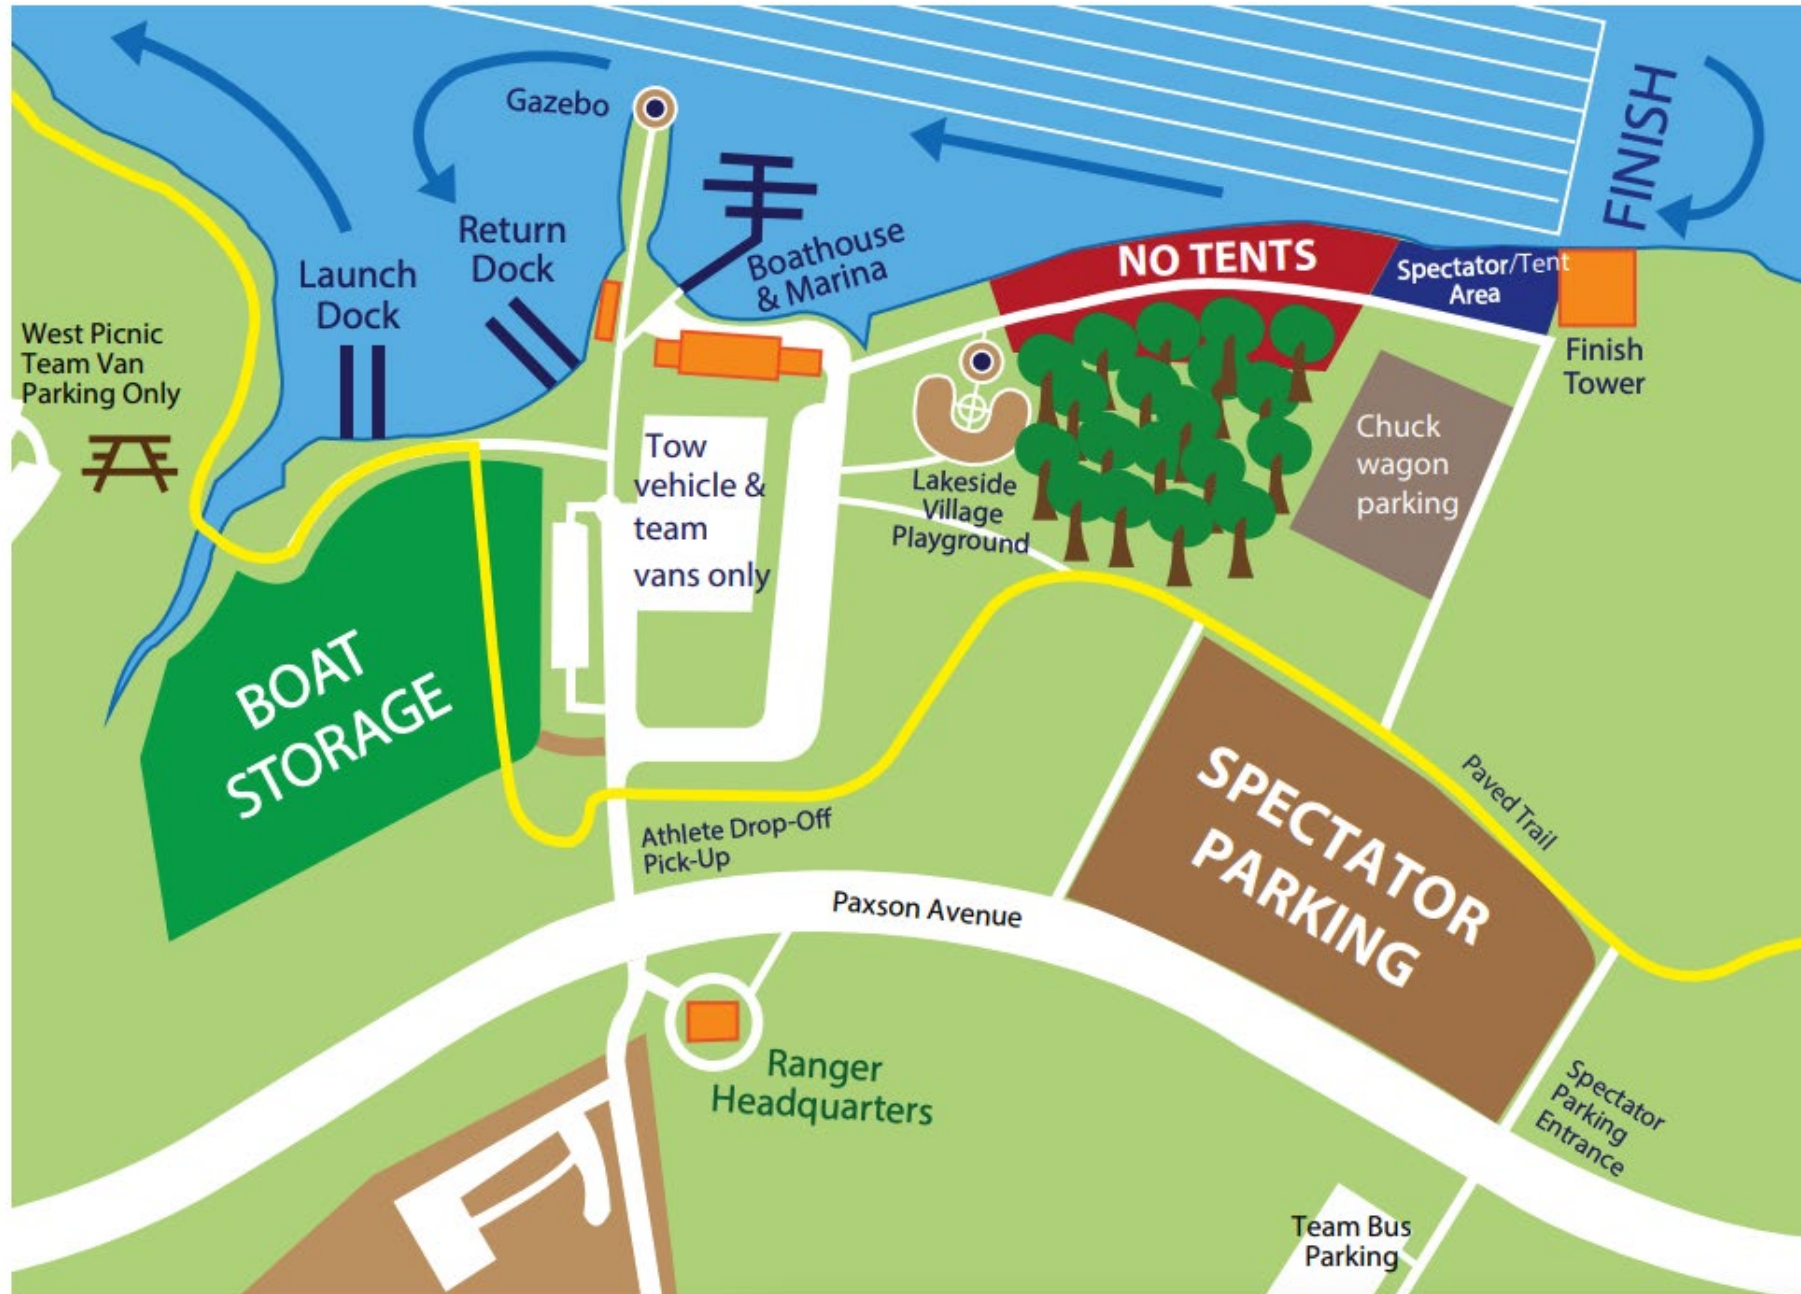 Gazebo
FINISH
Return
Dock
Launch
Dock
Boathouse
& Marina
NO TENTS
Spectator/Tent
Area
West Picnic
Team Van
Parking Only
Finish
Tower
Tow
vehicle &
team
vans only
Chuck
wagon
parking
Lakeside
Village
Playground
BOAT
STORAGE
SPECTATOR
PARKING
Paved Trail
Athlete Drop-Off
Pick-Up
Paxson Avenue
Ranger
Headquarters
Spectator
Parking
Entrance
Team Bus
Parking